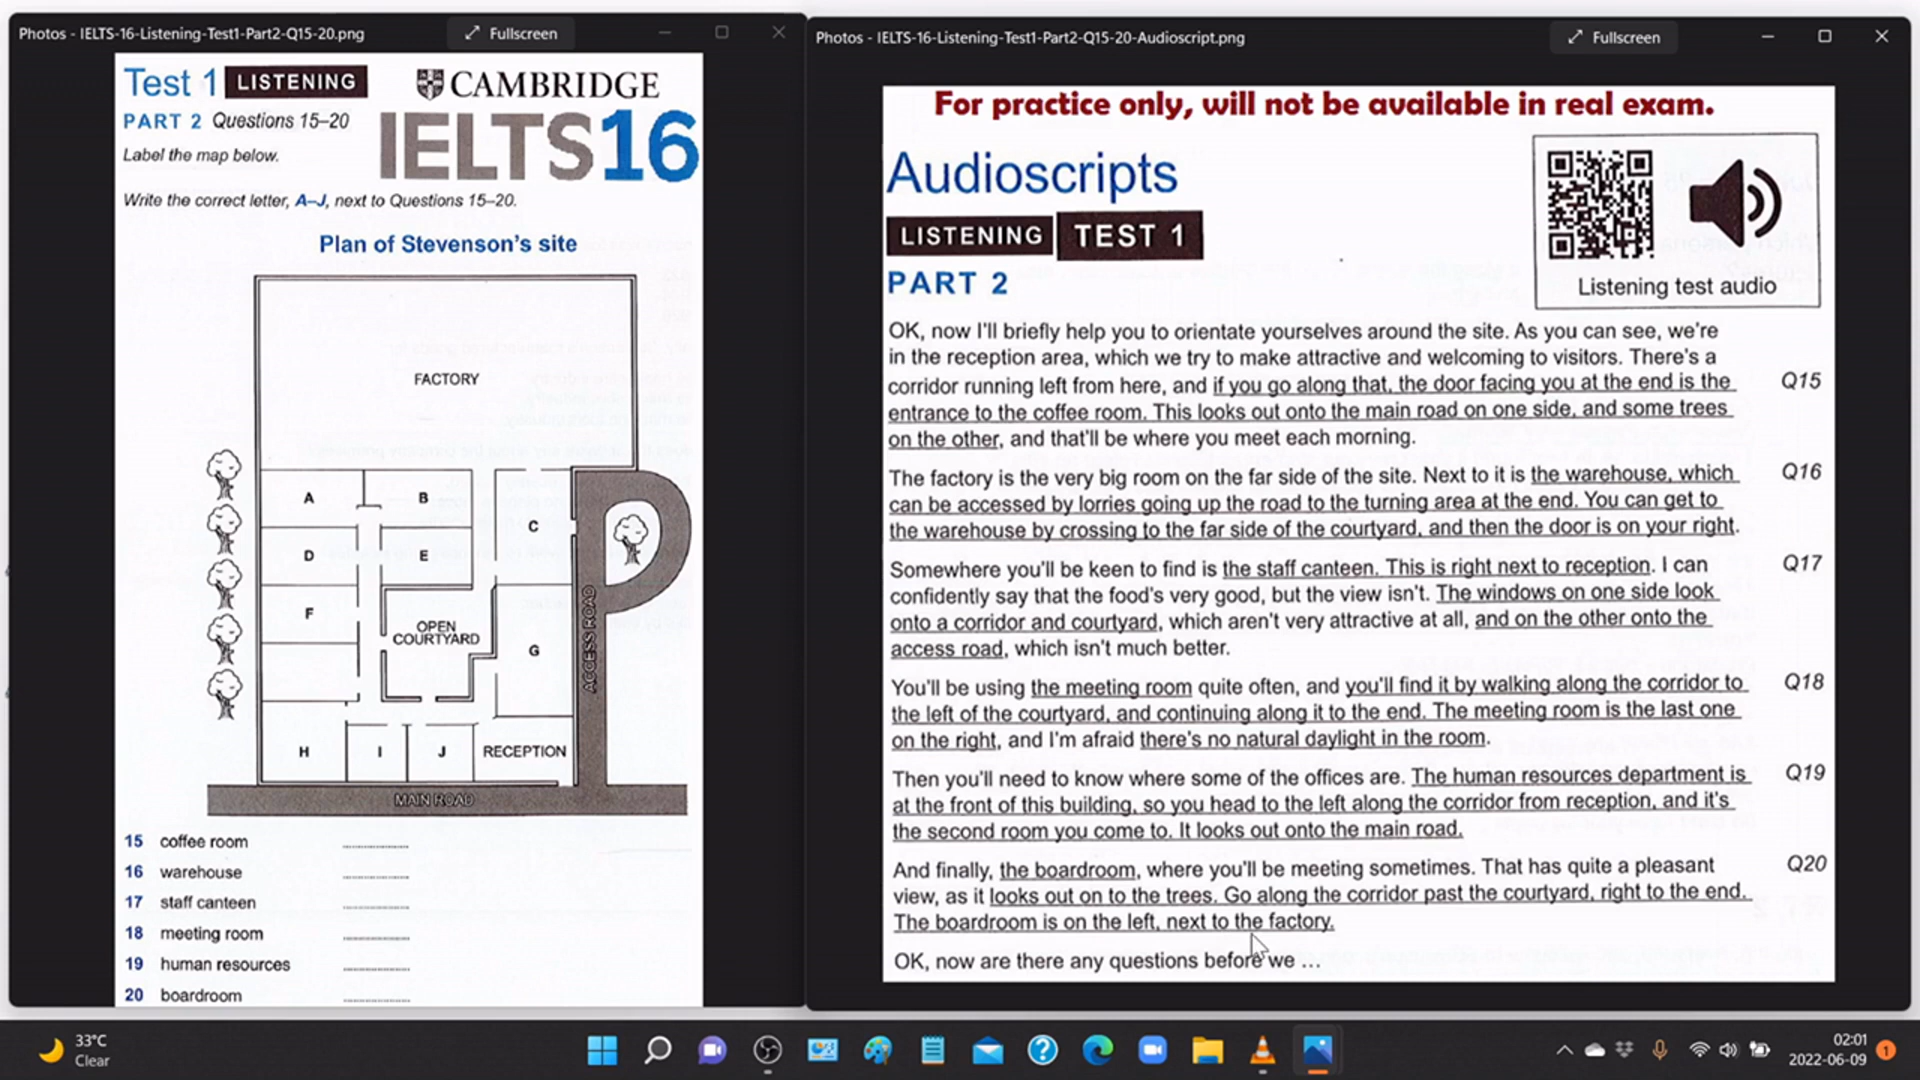 Photos - IELTS-16-Listening-Test1-Part2-Q15-20.png
Fullscreen
Test 1 LISTENING
CAMBRIDGE
IELTS16
PART 2 Questions 15–20
Label the map below.
Write the correct letter, A–J, next to Questions 15–20.
Plan of Stevenson's site
FACTORY
A
B
C
D
E
F
OPEN
COURTYARD
G
ACCESS ROAD
H
I
J
RECEPTION
MAIN ROAD
15 coffee room
16 warehouse
17 staff canteen
18 meeting room
19 human resources
20 boardroom
Photos - IELTS-16-Listening-Test1-Part2-Q15-20-Audioscript.png
Fullscreen
For practice only, will not be available in real exam.
Audioscripts
LISTENING TEST 1
PART 2
Listening test audio
OK, now I'll briefly help you to orientate yourselves around the site. As you can see, we're
in the reception area, which we try to make attractive and welcoming to visitors. There's a
corridor running left from here, and if you go along that, the door facing you at the end is the Q15
entrance to the coffee room. This looks out onto the main road on one side, and some trees
on the other, and that'll be where you meet each morning.
The factory is the very big room on the far side of the site. Next to it is the warehouse, which Q16
can be accessed by lorries going up the road to the turning area at the end. You can get to
the warehouse by crossing to the far side of the courtyard, and then the door is on your right.
Somewhere you'll be keen to find is the staff canteen. This is right next to reception. I can Q17
confidently say that the food's very good, but the view isn't. The windows on one side look
onto a corridor and courtyard, which aren't very attractive at all, and on the other onto the
access road, which isn't much better.
You'll be using the meeting room quite often, and you'll find it by walking along the corridor to Q18
the left of the courtyard, and continuing along it to the end. The meeting room is the last one
on the right, and I'm afraid there's no natural daylight in the room.
Then you'll need to know where some of the offices are. The human resources department is Q19
at the front of this building, so you head to the left along the corridor from reception, and it's
the second room you come to. It looks out onto the main road.
And finally, the boardroom, where you'll be meeting sometimes. That has quite a pleasant Q20
view, as it looks out on to the trees. Go along the corridor past the courtyard, right to the end.
The boardroom is on the left, next to the factory.
OK, now are there any questions before we …
33°C
Clear
02:01
2022-06-09
1